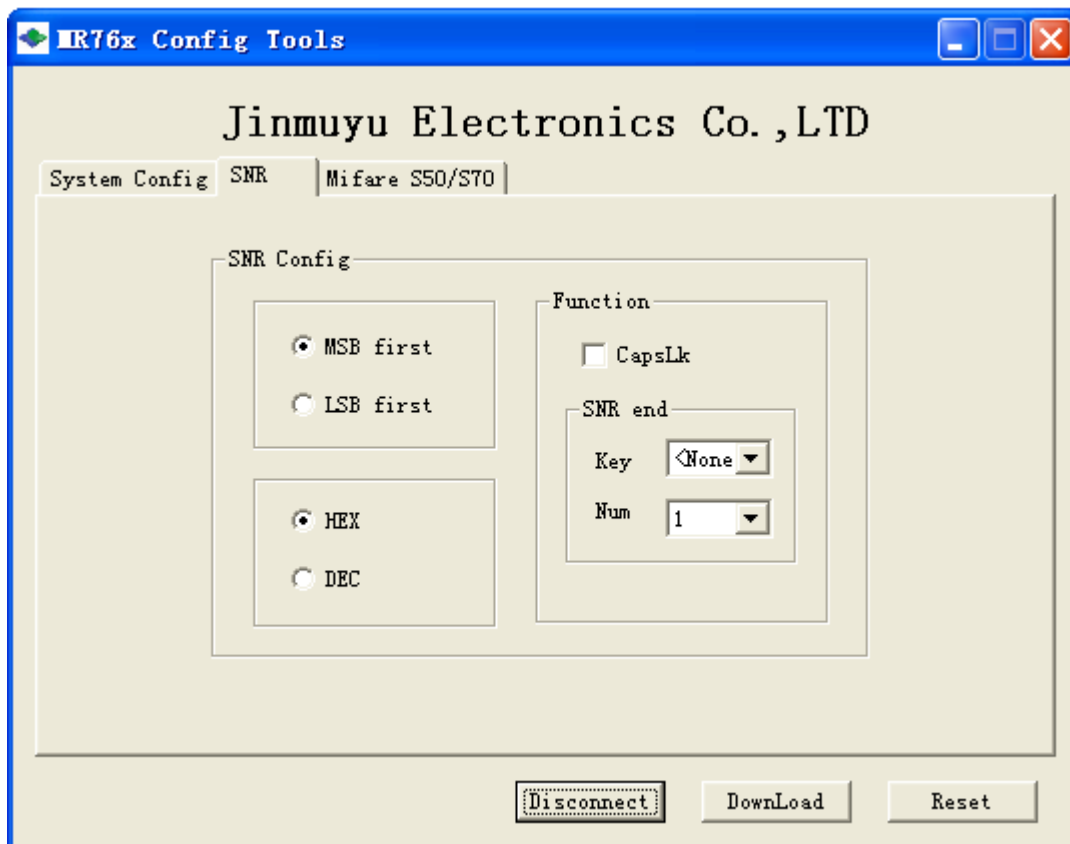 MR76x Config Tools
Jinmuyu Electronics Co.,LTD
System Config SNR Mifare S50/S70
SNR Config
MSB first
LSB first
HEX
DEC
Function
CapsLk
SNR end
Key <None
Num 1
Disconnect DownLoad Reset